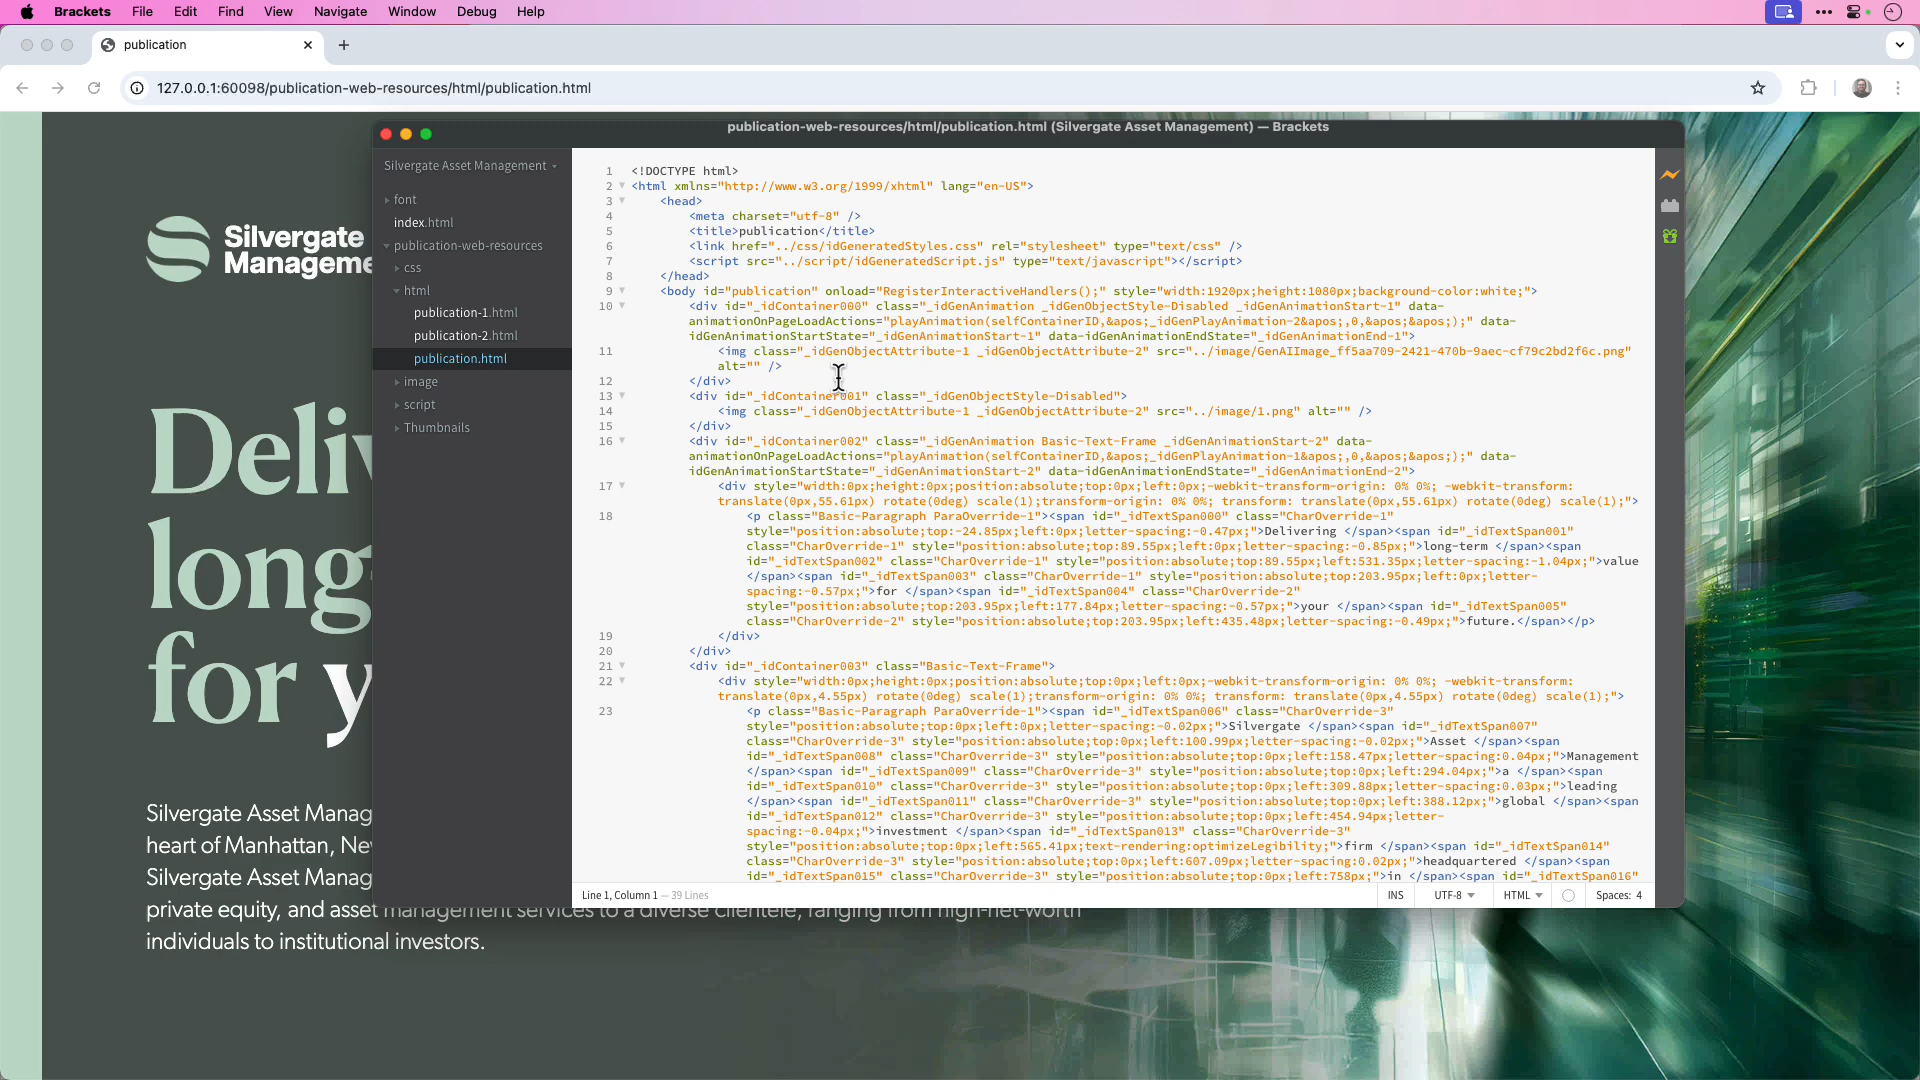 Brackets File Edit Find View Navigate Window Debug Help
publication
127.0.0.1:60098/publication-web-resources/html/publication.html
publication-web-resources/html/publication.html (Silvergate Asset Management) — Brackets
Silvergate Asset Management
font
index.html
publication-web-resources
css
html
publication-1.html
publication-2.html
publication.html
image
script
Thumbnails
1 <!DOCTYPE html>
2 <html xmlns="http://www.w3.org/1999/xhtml" lang="en-US">
3 <head>
4 <meta charset="utf-8" />
5 <title>publication</title>
6 <link href="../css/idGeneratedStyles.css" rel="stylesheet" type="text/css" />
7 <script src="../script/idGeneratedScript.js" type="text/javascript"></script>
8 </head>
9 <body id="publication" onload="RegisterInteractiveHandlers();" style="width:1920px;height:1080px;background-color:white;">
10 <div id="_idContainer000" class="_idGenAnimation _idGenObjectStyle-Disabled _idGenAnimationStart-1" data-
animationOnPageLoadActions="playAnimation(selfContainerID,&apos;_idGenPlayAnimation-2&apos;,0,&apos;&apos;);" data-
idGenAnimationStartState="_idGenAnimationStart-1" data-idGenAnimationEndState="_idGenAnimationEnd-1">
11 <img class="_idGenObjectAttribute-1 _idGenObjectAttribute-2" src="../image/GenAIImage_ff5aa709-2421-470b-9aec-cf79c2bd2f6c.png"
alt="" />
12 </div>
13 <div id="_idContainer001" class="_idGenObjectStyle-Disabled">
14 <img class="_idGenObjectAttribute-1 _idGenObjectAttribute-2" src="../image/1.png" alt="" />
15 </div>
16 <div id="_idContainer002" class="_idGenAnimation Basic-Text-Frame _idGenAnimationStart-2" data-
animationOnPageLoadActions="playAnimation(selfContainerID,&apos;_idGenPlayAnimation-1&apos;,0,&apos;&apos;);" data-
idGenAnimationStartState="_idGenAnimationStart-2" data-idGenAnimationEndState="_idGenAnimationEnd-2">
17 <div style="width:0px;height:0px;position:absolute;top:0px;left:0px;-webkit-transform-origin: 0% 0%; -webkit-transform:
translate(0px,55.61px) rotate(0deg) scale(1);transform-origin: 0% 0%; transform: translate(0px,55.61px) rotate(0deg) scale(1);">
18 <p class="Basic-Paragraph ParaOverride-1"><span id="_idTextSpan000" class="CharOverride-1"
style="position:absolute;top:-24.85px;left:0px;letter-spacing:-0.47px;">Delivering </span><span id="_idTextSpan001"
class="CharOverride-1" style="position:absolute;top:89.55px;left:0px;letter-spacing:-0.85px;">long-term </span><span
id="_idTextSpan002" class="CharOverride-1" style="position:absolute;top:89.55px;left:531.35px;letter-spacing:-1.04px;">value
</span><span id="_idTextSpan003" class="CharOverride-1" style="position:absolute;top:203.95px;left:0px;letter-
spacing:-0.57px;">for </span><span id="_idTextSpan004" class="CharOverride-2"
style="position:absolute;top:203.95px;left:177.84px;letter-spacing:-0.57px;">your </span><span id="_idTextSpan005"
class="CharOverride-2" style="position:absolute;top:203.95px;left:435.48px;letter-spacing:-0.49px;">future.</span></p>
19 </div>
20 </div>
21 <div id="_idContainer003" class="Basic-Text-Frame">
22 <div style="width:0px;height:0px;position:absolute;top:0px;left:0px;-webkit-transform-origin: 0% 0%; -webkit-transform:
translate(0px,4.55px) rotate(0deg) scale(1);transform-origin: 0% 0%; transform: translate(0px,4.55px) rotate(0deg) scale(1);">
23 <p class="Basic-Paragraph ParaOverride-1"><span id="_idTextSpan006" class="CharOverride-3"
style="position:absolute;top:0px;left:0px;letter-spacing:-0.02px;">Silvergate </span><span id="_idTextSpan007"
class="CharOverride-3" style="position:absolute;top:0px;left:100.99px;letter-spacing:-0.02px;">Asset </span><span
id="_idTextSpan008" class="CharOverride-3" style="position:absolute;top:0px;left:158.47px;letter-spacing:0.04px;">Management
</span><span id="_idTextSpan009" class="CharOverride-3" style="position:absolute;top:0px;left:294.04px;">a </span><span
id="_idTextSpan010" class="CharOverride-3" style="position:absolute;top:0px;left:309.88px;letter-spacing:0.03px;">leading
</span><span id="_idTextSpan011" class="CharOverride-3" style="position:absolute;top:0px;left:388.12px;">global </span><span
id="_idTextSpan012" class="CharOverride-3" style="position:absolute;top:0px;left:454.94px;letter-
spacing:-0.04px;">investment </span><span id="_idTextSpan013" class="CharOverride-3"
style="position:absolute;top:0px;left:565.41px;text-rendering:optimizeLegibility;">firm </span><span id="_idTextSpan014"
class="CharOverride-3" style="position:absolute;top:0px;left:607.09px;letter-spacing:0.02px;">headquartered </span><span
id="_idTextSpan015" class="CharOverride-3" style="position:absolute;top:0px;left:758px;">in </span><span id="_idTextSpan016"
Line 1, Column 1 — 39 Lines
INS UTF-8 HTML Spaces: 4
Silvergate
Manageme
Deliv
long
for y
Silvergate Asset Manag
heart of Manhattan, Ne
Silvergate Asset Manag
private equity, and asset management services to a diverse clientele, ranging from high-net-worth
individuals to institutional investors.